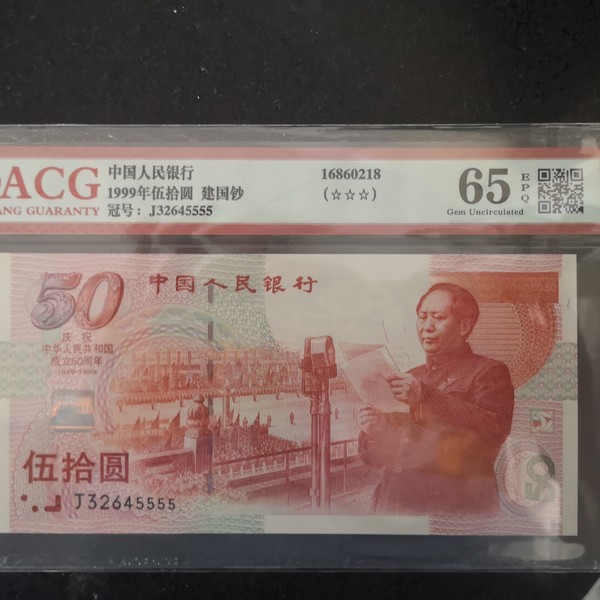 ACG
ANG GUARANTY
中国人民银行
1999年伍拾圆 建国钞
冠号: J32645555
16860218
(☆☆☆)
65
EPQ
Gem Uncirculated
50
中国人民银行
庆祝
中华人民共和国
成立50周年
1949-1999
伍拾圆
J32645555
50